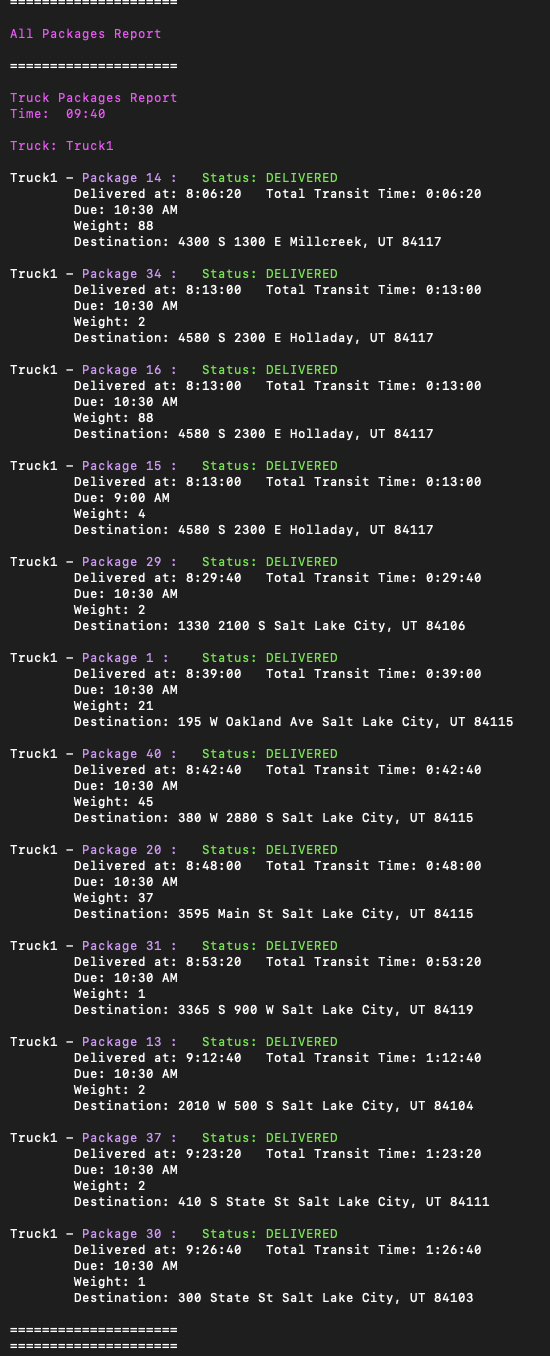 =====================
All Packages Report
=====================
Truck Packages Report
Time:  09:40
Truck: Truck1
Truck1 – Package 14 :   Status: DELIVERED
Delivered at: 8:06:20   Total Transit Time: 0:06:20
Due: 10:30 AM
Weight: 88
Destination: 4300 S 1300 E Millcreek, UT 84117
Truck1 – Package 34 :   Status: DELIVERED
Delivered at: 8:13:00   Total Transit Time: 0:13:00
Due: 10:30 AM
Weight: 2
Destination: 4580 S 2300 E Holladay, UT 84117
Truck1 – Package 16 :   Status: DELIVERED
Delivered at: 8:13:00   Total Transit Time: 0:13:00
Due: 10:30 AM
Weight: 88
Destination: 4580 S 2300 E Holladay, UT 84117
Truck1 – Package 15 :   Status: DELIVERED
Delivered at: 8:13:00   Total Transit Time: 0:13:00
Due: 9:00 AM
Weight: 4
Destination: 4580 S 2300 E Holladay, UT 84117
Truck1 – Package 29 :   Status: DELIVERED
Delivered at: 8:29:40   Total Transit Time: 0:29:40
Due: 10:30 AM
Weight: 2
Destination: 1330 2100 S Salt Lake City, UT 84106
Truck1 – Package 1 :    Status: DELIVERED
Delivered at: 8:39:00   Total Transit Time: 0:39:00
Due: 10:30 AM
Weight: 21
Destination: 195 W Oakland Ave Salt Lake City, UT 84115
Truck1 – Package 40 :   Status: DELIVERED
Delivered at: 8:42:40   Total Transit Time: 0:42:40
Due: 10:30 AM
Weight: 45
Destination: 380 W 2880 S Salt Lake City, UT 84115
Truck1 – Package 20 :   Status: DELIVERED
Delivered at: 8:48:00   Total Transit Time: 0:48:00
Due: 10:30 AM
Weight: 37
Destination: 3595 Main St Salt Lake City, UT 84115
Truck1 – Package 31 :   Status: DELIVERED
Delivered at: 8:53:20   Total Transit Time: 0:53:20
Due: 10:30 AM
Weight: 1
Destination: 3365 S 900 W Salt Lake City, UT 84119
Truck1 – Package 13 :   Status: DELIVERED
Delivered at: 9:12:40   Total Transit Time: 1:12:40
Due: 10:30 AM
Weight: 2
Destination: 2010 W 500 S Salt Lake City, UT 84104
Truck1 – Package 37 :   Status: DELIVERED
Delivered at: 9:23:20   Total Transit Time: 1:23:20
Due: 10:30 AM
Weight: 2
Destination: 410 S State St Salt Lake City, UT 84111
Truck1 – Package 30 :   Status: DELIVERED
Delivered at: 9:26:40   Total Transit Time: 1:26:40
Due: 10:30 AM
Weight: 1
Destination: 300 State St Salt Lake City, UT 84103
=====================
=====================